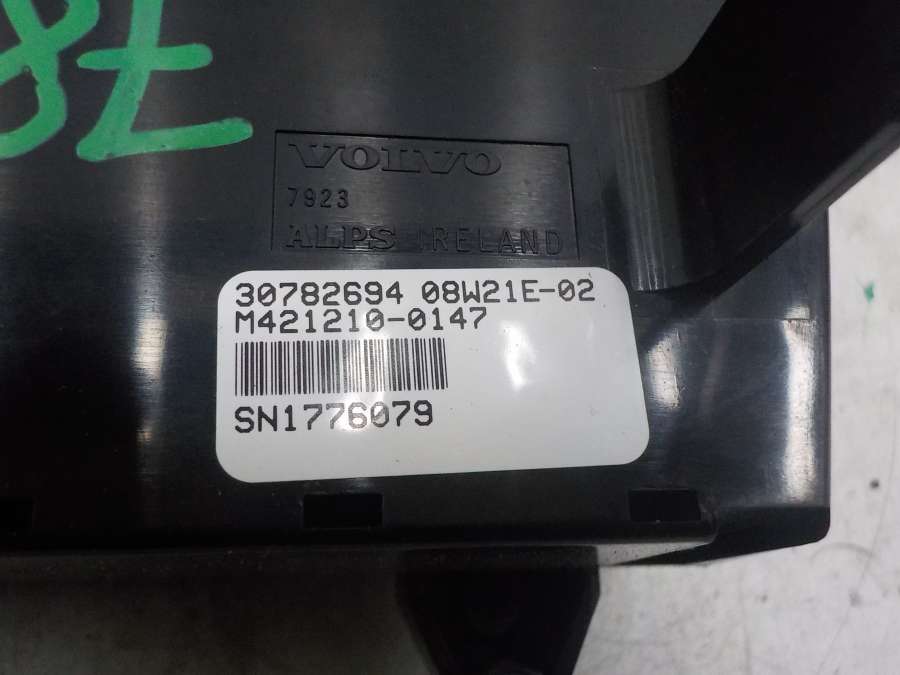 VOLVO
7923
ALPS IRELAND
30782694 08W21E-02
M421210-0147
SN1776079